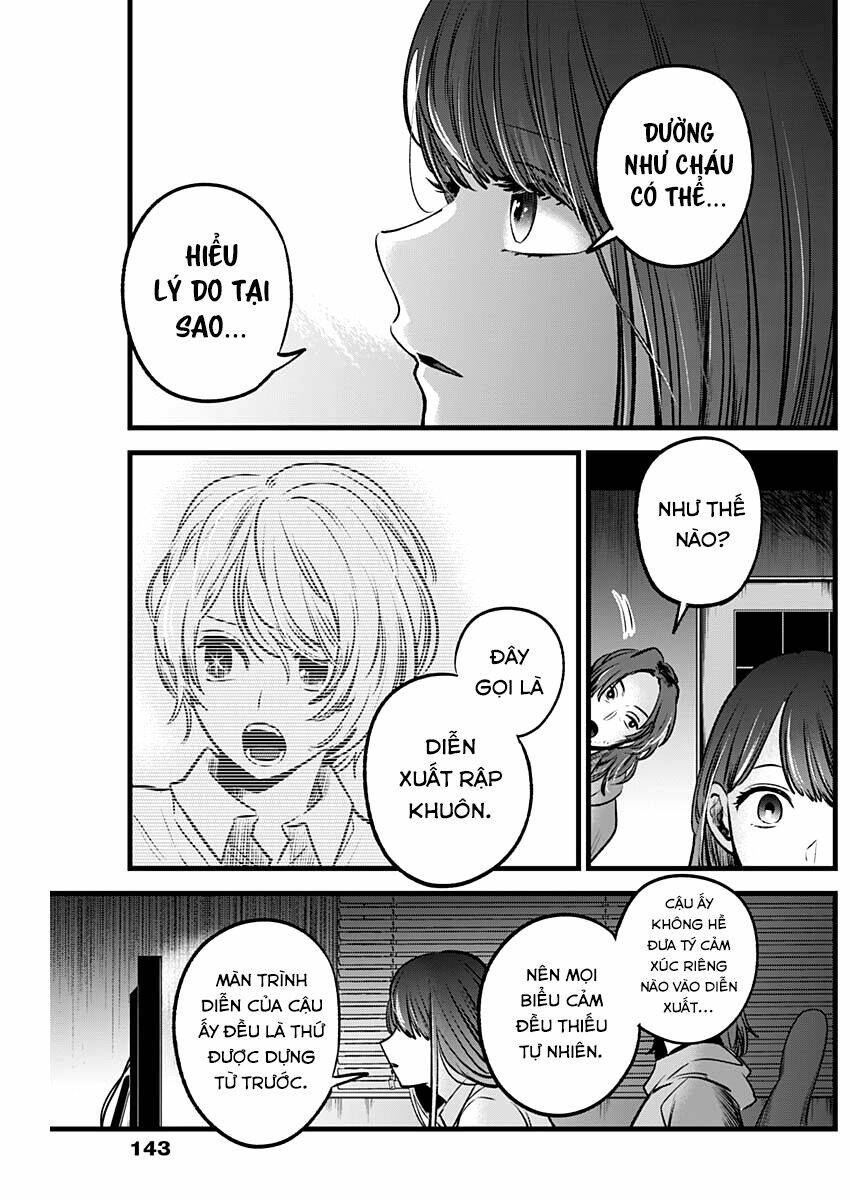 DƯỜNG
NHƯ CHÁU
CÓ THỂ...
HIỂU
LÝ DO TẠI
SAO...
NHƯ THẾ
NÀO?
ĐÂY
GỌI LÀ
DIỄN
XUẤT RẬP
KHUÔN.
CẬU ẤY
KHÔNG HỀ
ĐƯA TÝ CẢM
XÚC RIÊNG
NÀO VÀO DIỄN
XUẤT...
NÊN MỌI
BIỂU CẢM
ĐỀU THIẾU
TỰ NHIÊN.
MÀN TRÌNH
DIỄN CỦA CẬU
ẤY ĐỀU LÀ THỨ
ĐƯỢC DỰNG
TỪ TRƯỚC.
143